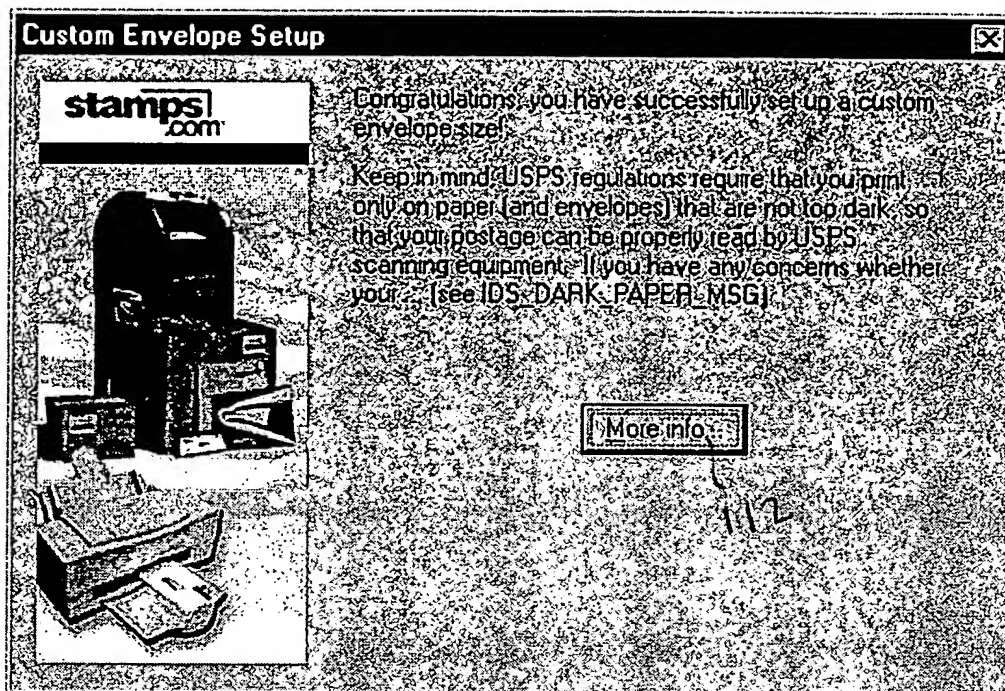 Custom Envelope Setup
stamps
.com
Congratulations, you have successfully set up a custom
envelope size!
Keep in mind, USPS regulations require that you print
only on paper (and envelopes) that are not too dark, so
that your postage can be properly read by USPS
scanning equipment. If you have any concerns whether
your ... (see IDS_DARK_PAPER_MSG)
More info...
112